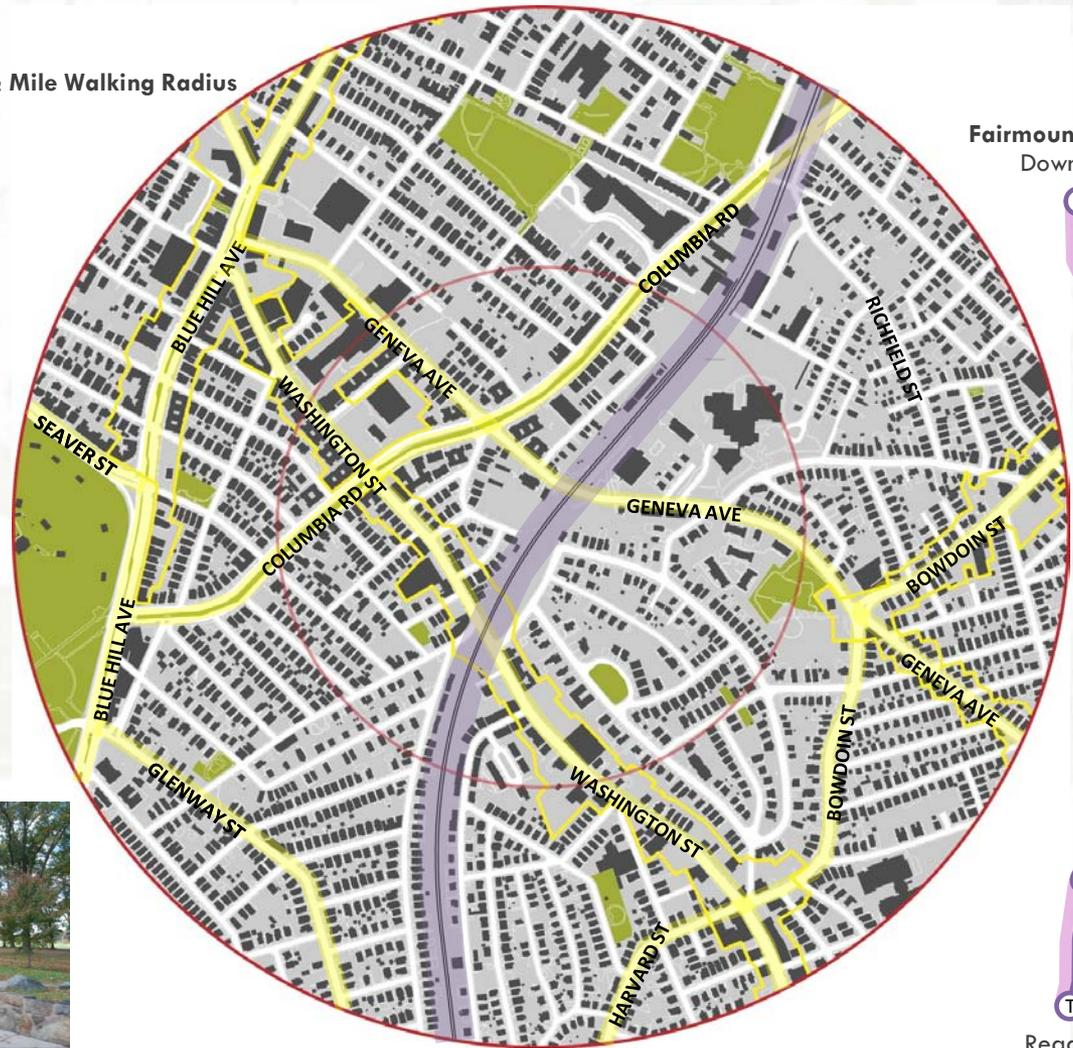 Mile Walking Radius
Fairmoun
Down
COLUMBIA RD
BLUE HILL AVE
RICHFIELD ST
GENEVA AVE
WASHINGTON ST
SEAVER ST
COLUMBIA RD
GENEVA AVE
BOWDOIN ST
BLUE HILL AVE
GENEVA AVE
BOWDOIN ST
GLENWAY ST
WASHINGTON ST
HARVARD ST
T
Read